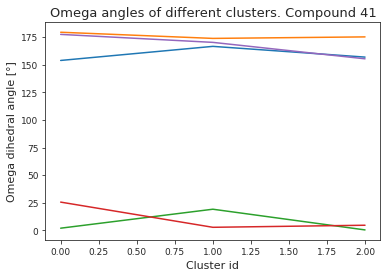 Omega angles of different clusters. Compound 41
Omega dihedral angle [°]
175
150
125
100
75
50
25
0
0.00 0.25 0.50 0.75 1.00 1.25 1.50 1.75 2.00
Cluster id